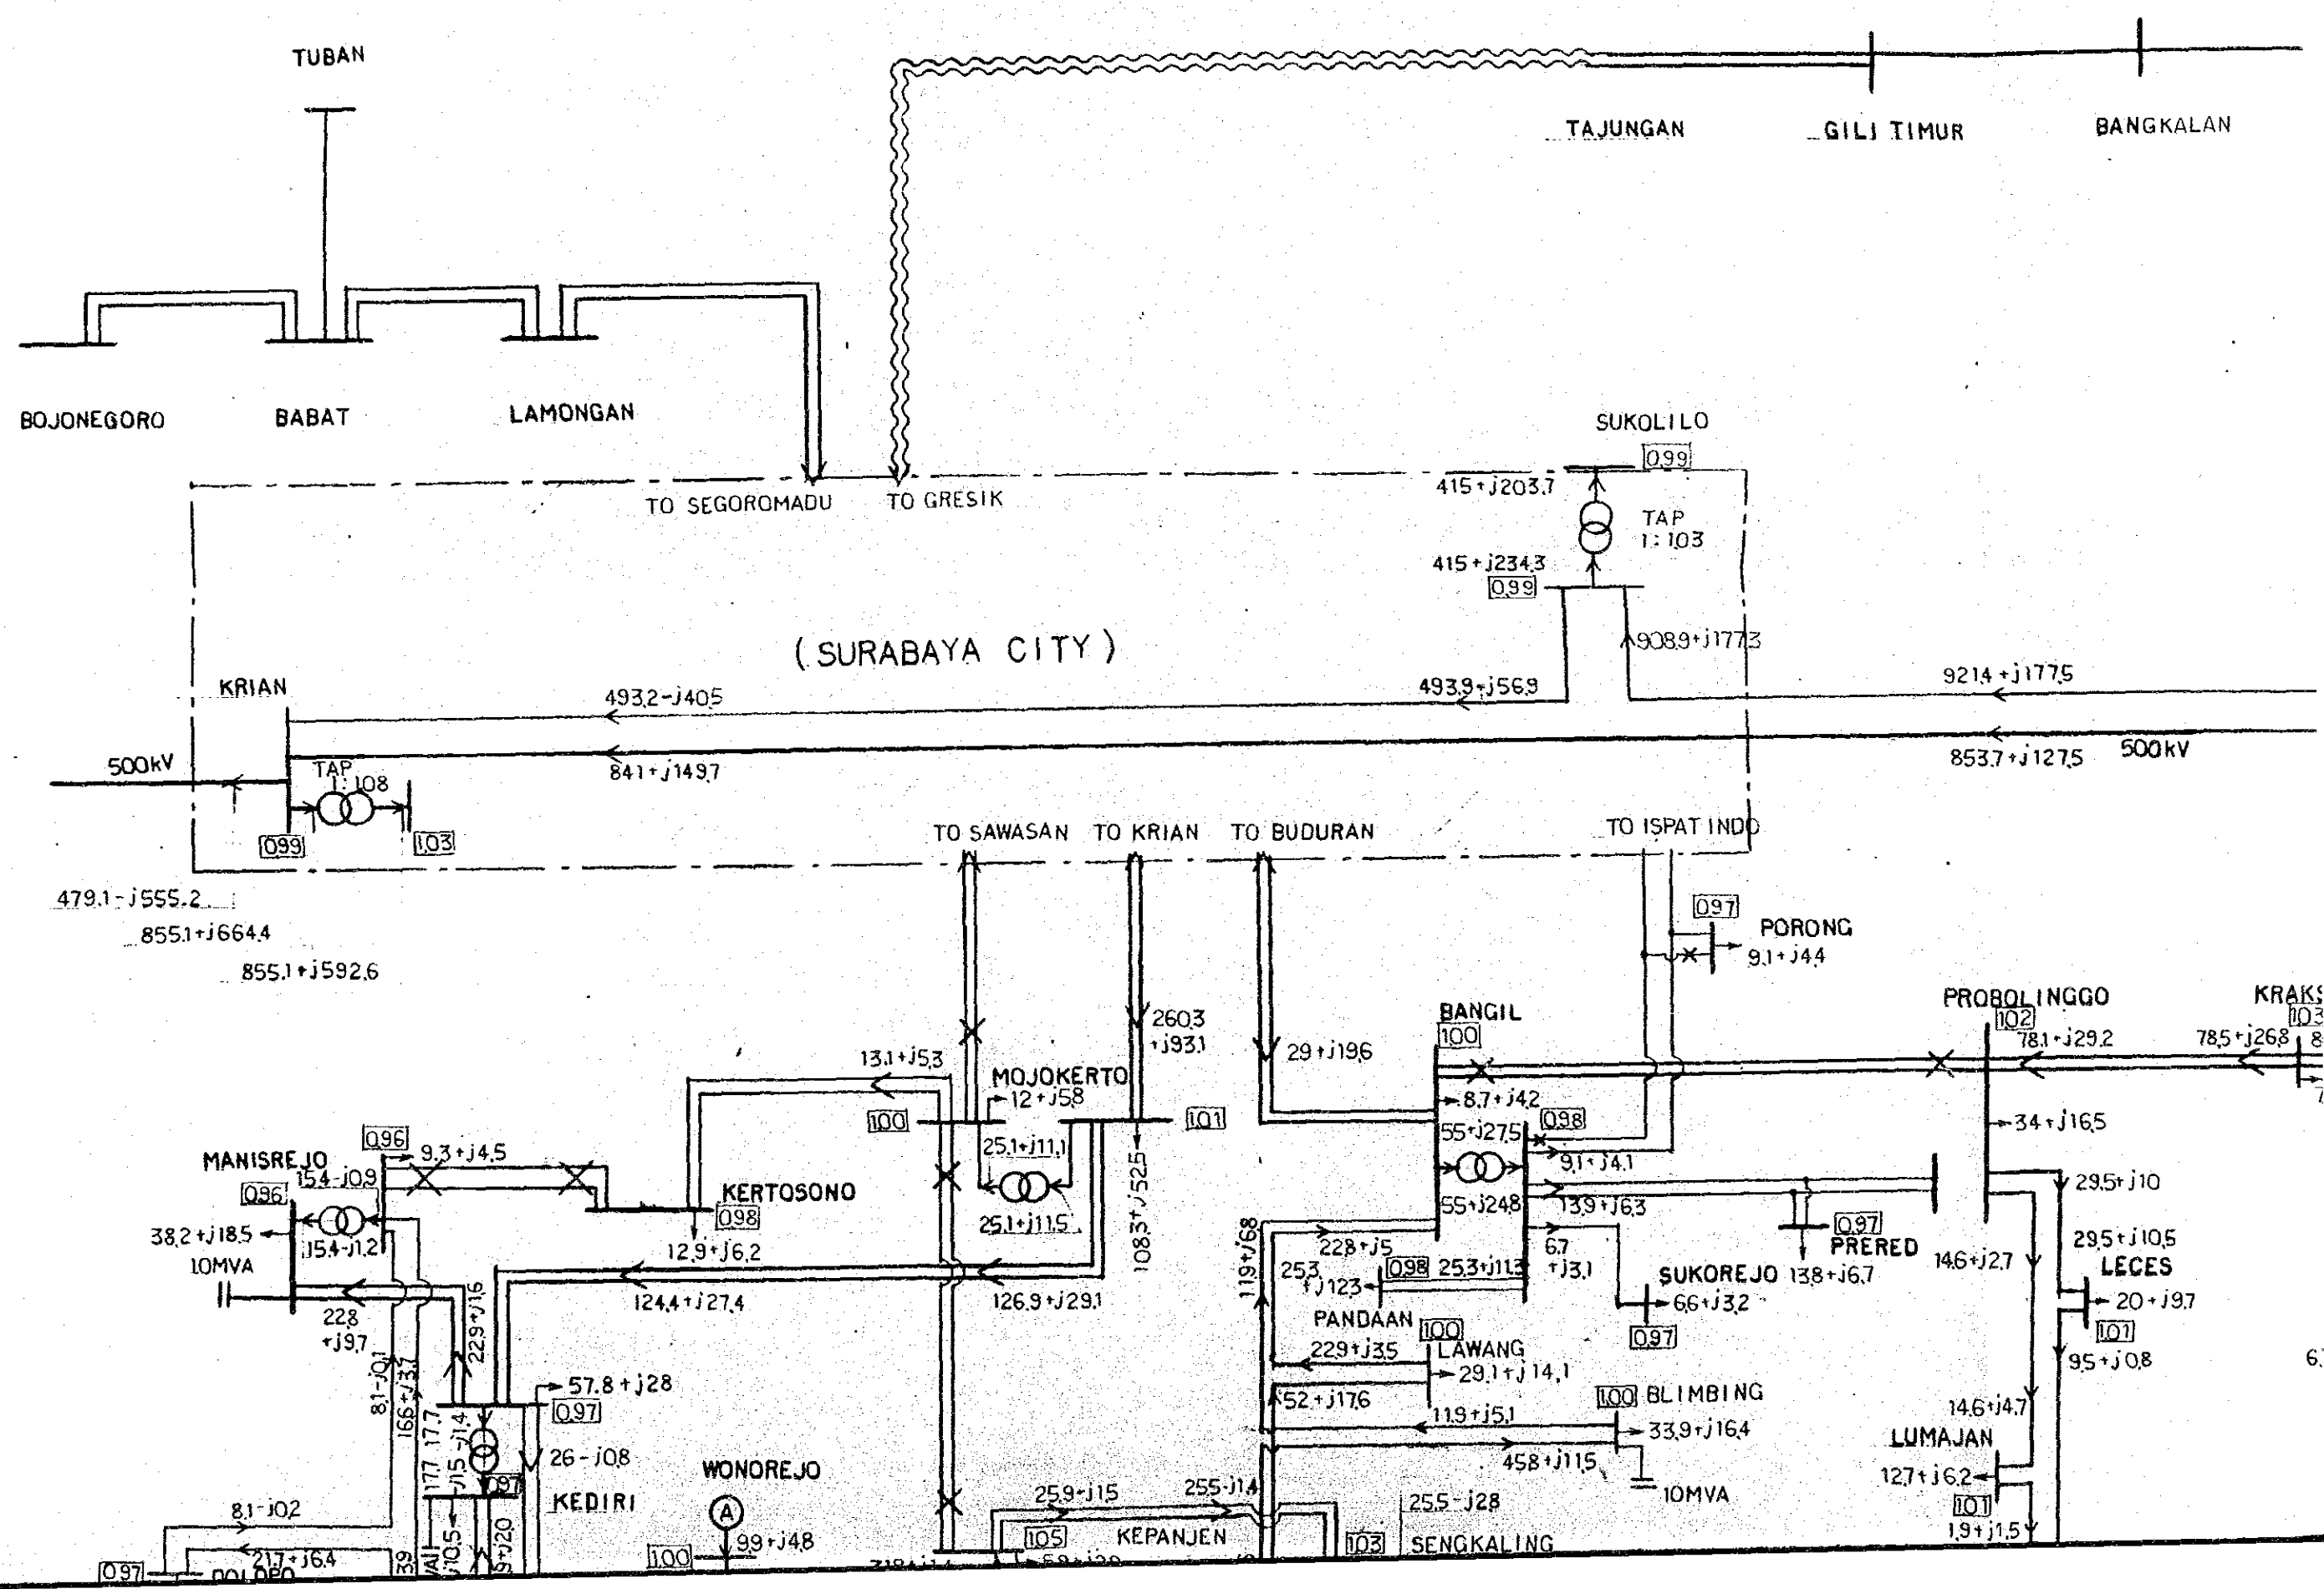 TUBAN
TAJUNGAN
GILI TIMUR
BANGKALAN
BOJONEGORO
BABAT
LAMONGAN
SUKOLILO
0.99
TO SEGOROMADU
TO GRESIK
415+j203.7
TAP
1:1.03
415+j234.3
0.99
(SURABAYA CITY)
908.9+j177.3
KRIAN
493.2-j40.5
493.9-j56.9
921.4+j177.5
500kV
TAP
1:1.08
841+j149.7
853.7+j127.5
500kV
0.99
1.03
TO SAWASAN
TO KRIAN
TO BUDURAN
TO ISPAT INDO
479.1-j555.2
855.1+j664.4
855.1+j592.6
0.97
PORONG
9.1+j4.4
BANGIL
1.00
PROBOLINGGO
1.02
78.1+j29.2
78.5+j26.8
260.3
+j93.1
29+j19.6
13.1+j5.3
MOJOKERTO
12+j5.8
1.00
1.01
8.7+j4.2
0.98
55+j27.5
9.1+j4.1
34+j16.5
25.1+j11.1
25.1+j11.5
108.3+j52.5
0.96
9.3+j4.5
MANISREJO
15.4-j0.9
0.96
38.2+j18.5
15.4-j1.2
10MVA
KERTOSONO
0.98
12.9+j6.2
55+j24.8
13.9+j6.3
0.97
PRERED
13.8+j6.7
29.5+j10
29.5+j10.5
LECES
20+j9.7
1.01
14.6+j2.7
22.8+j5
11.9+j6.8
25.3
+j12.3
0.98
25.3+j11.3
6.7
+j3.1
SUKOREJO
6.6+j3.2
0.97
PANDAAN
1.00
LAWANG
22.9+j3.5
29.1+j14.1
52+j17.6
9.5+j0.8
124.4+j27.4
126.9+j29.1
22.8
+j9.7
22.9+j1.6
8.1-j0.1
16.6+j3.7
57.8+j28
0.97
26-j0.8
KEDIRI
0.97
1.00
BLIMBING
11.9+j5.1
33.9+j16.4
45.8+j11.5
10MVA
14.6+j4.7
LUMAJAN
12.7+j6.2
1.01
1.9+j1.5
WONOREJO
A
9.9+j4.8
1.00
25.9-j1.5
25.5-j1.4
1.05
KEPANJEN
25.5-j2.8
1.03
SENGKALING
8.1-j0.2
21.7+j6.4
0.97